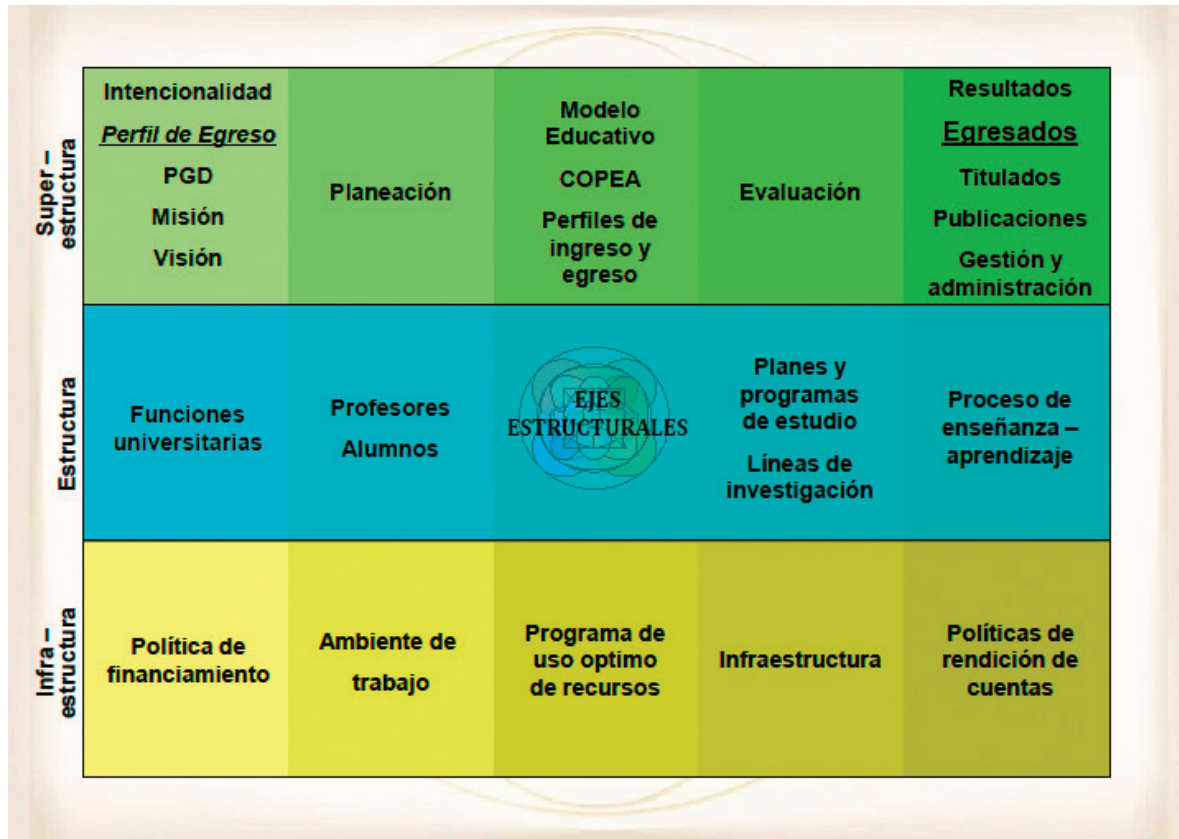 Super –
estructura
Intencionalidad
Perfil de Egreso
PGD
Misión
Visión
Planeación
Modelo
Educativo
COPEA
Perfiles de
ingreso y
egreso
Evaluación
Resultados
Egresados
Titulados
Publicaciones
Gestión y
administración
Estructura
Funciones
universitarias
Profesores
Alumnos
EJES
ESTRUCTURALES
Planes y
programas
de estudio
Líneas de
investigación
Proceso de
enseñanza –
aprendizaje
Infra –
estructura
Política de
financiamiento
Ambiente de
trabajo
Programa de
uso optimo
de recursos
Infraestructura
Políticas de
rendición de
cuentas